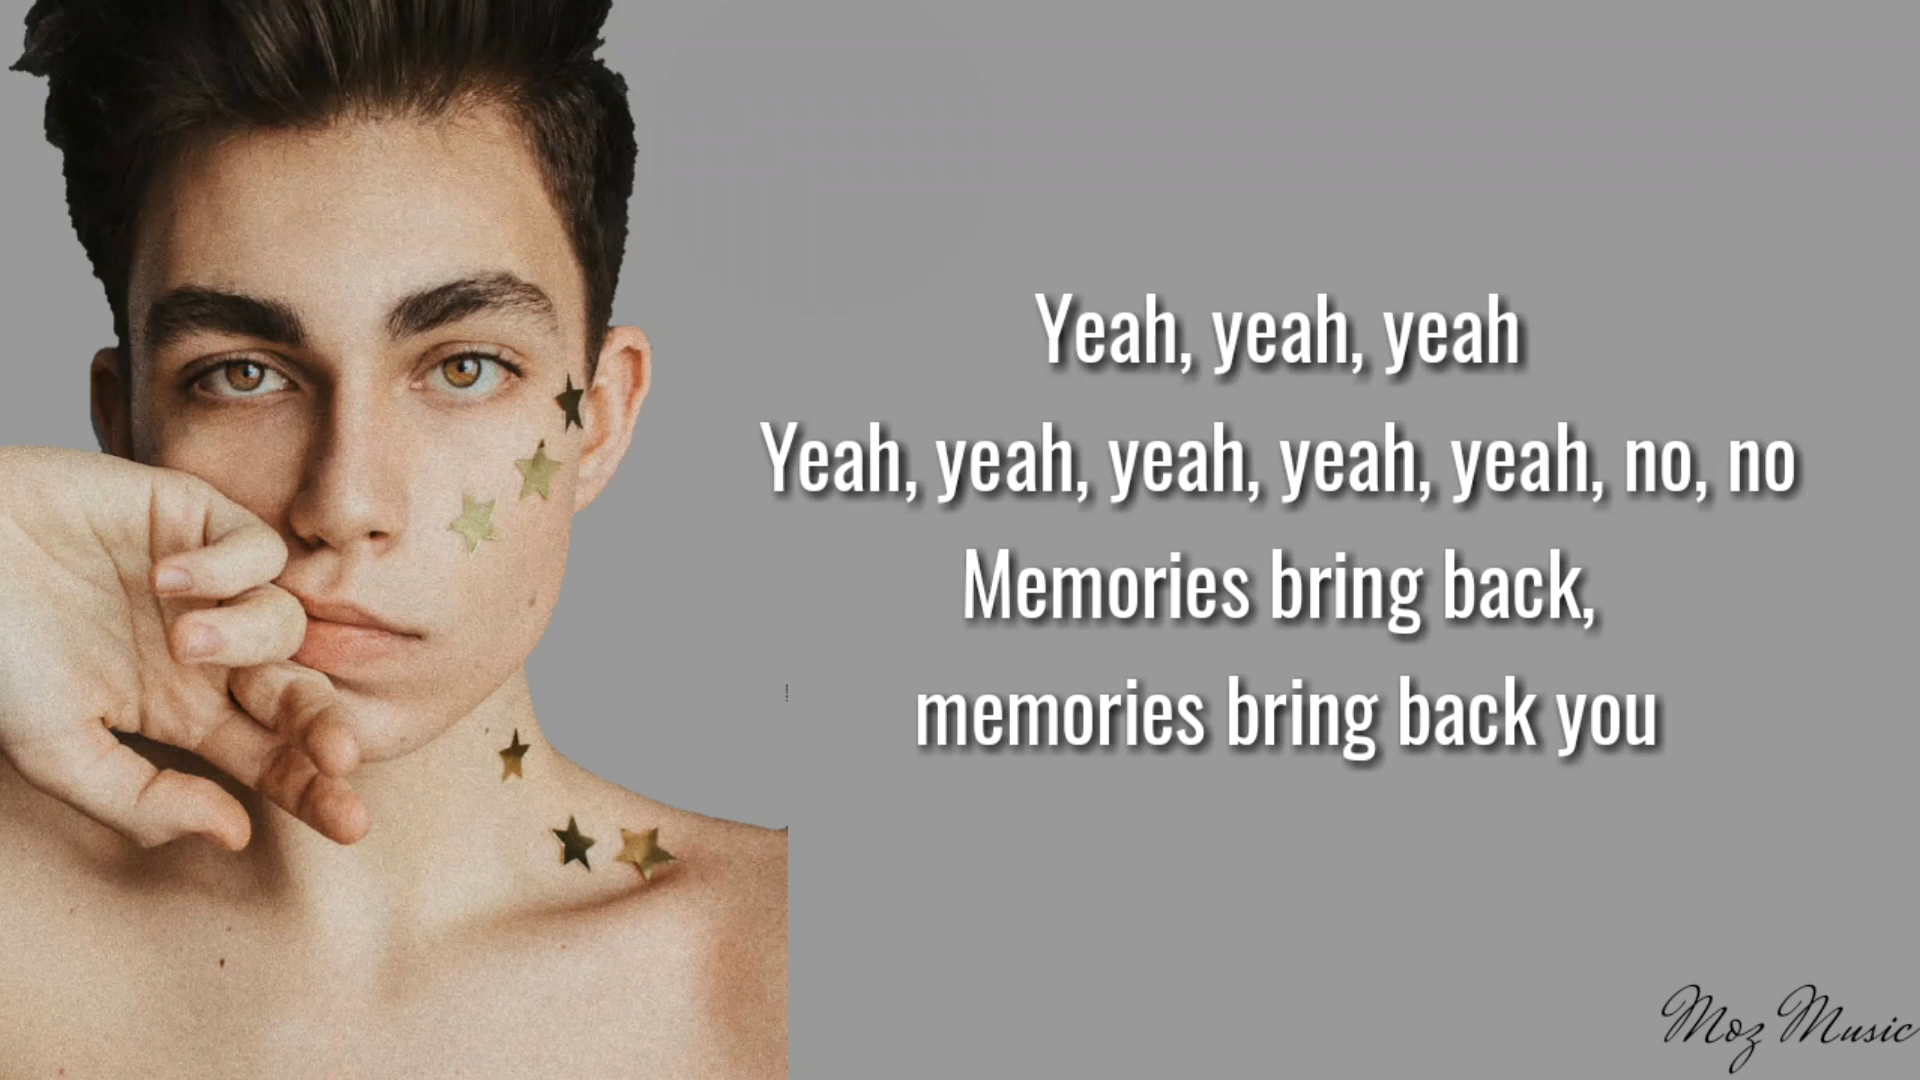 Yeah, yeah, yeah
Yeah, yeah, yeah, yeah, yeah, no, no
Memories bring back,
memories bring back you
Moz Music